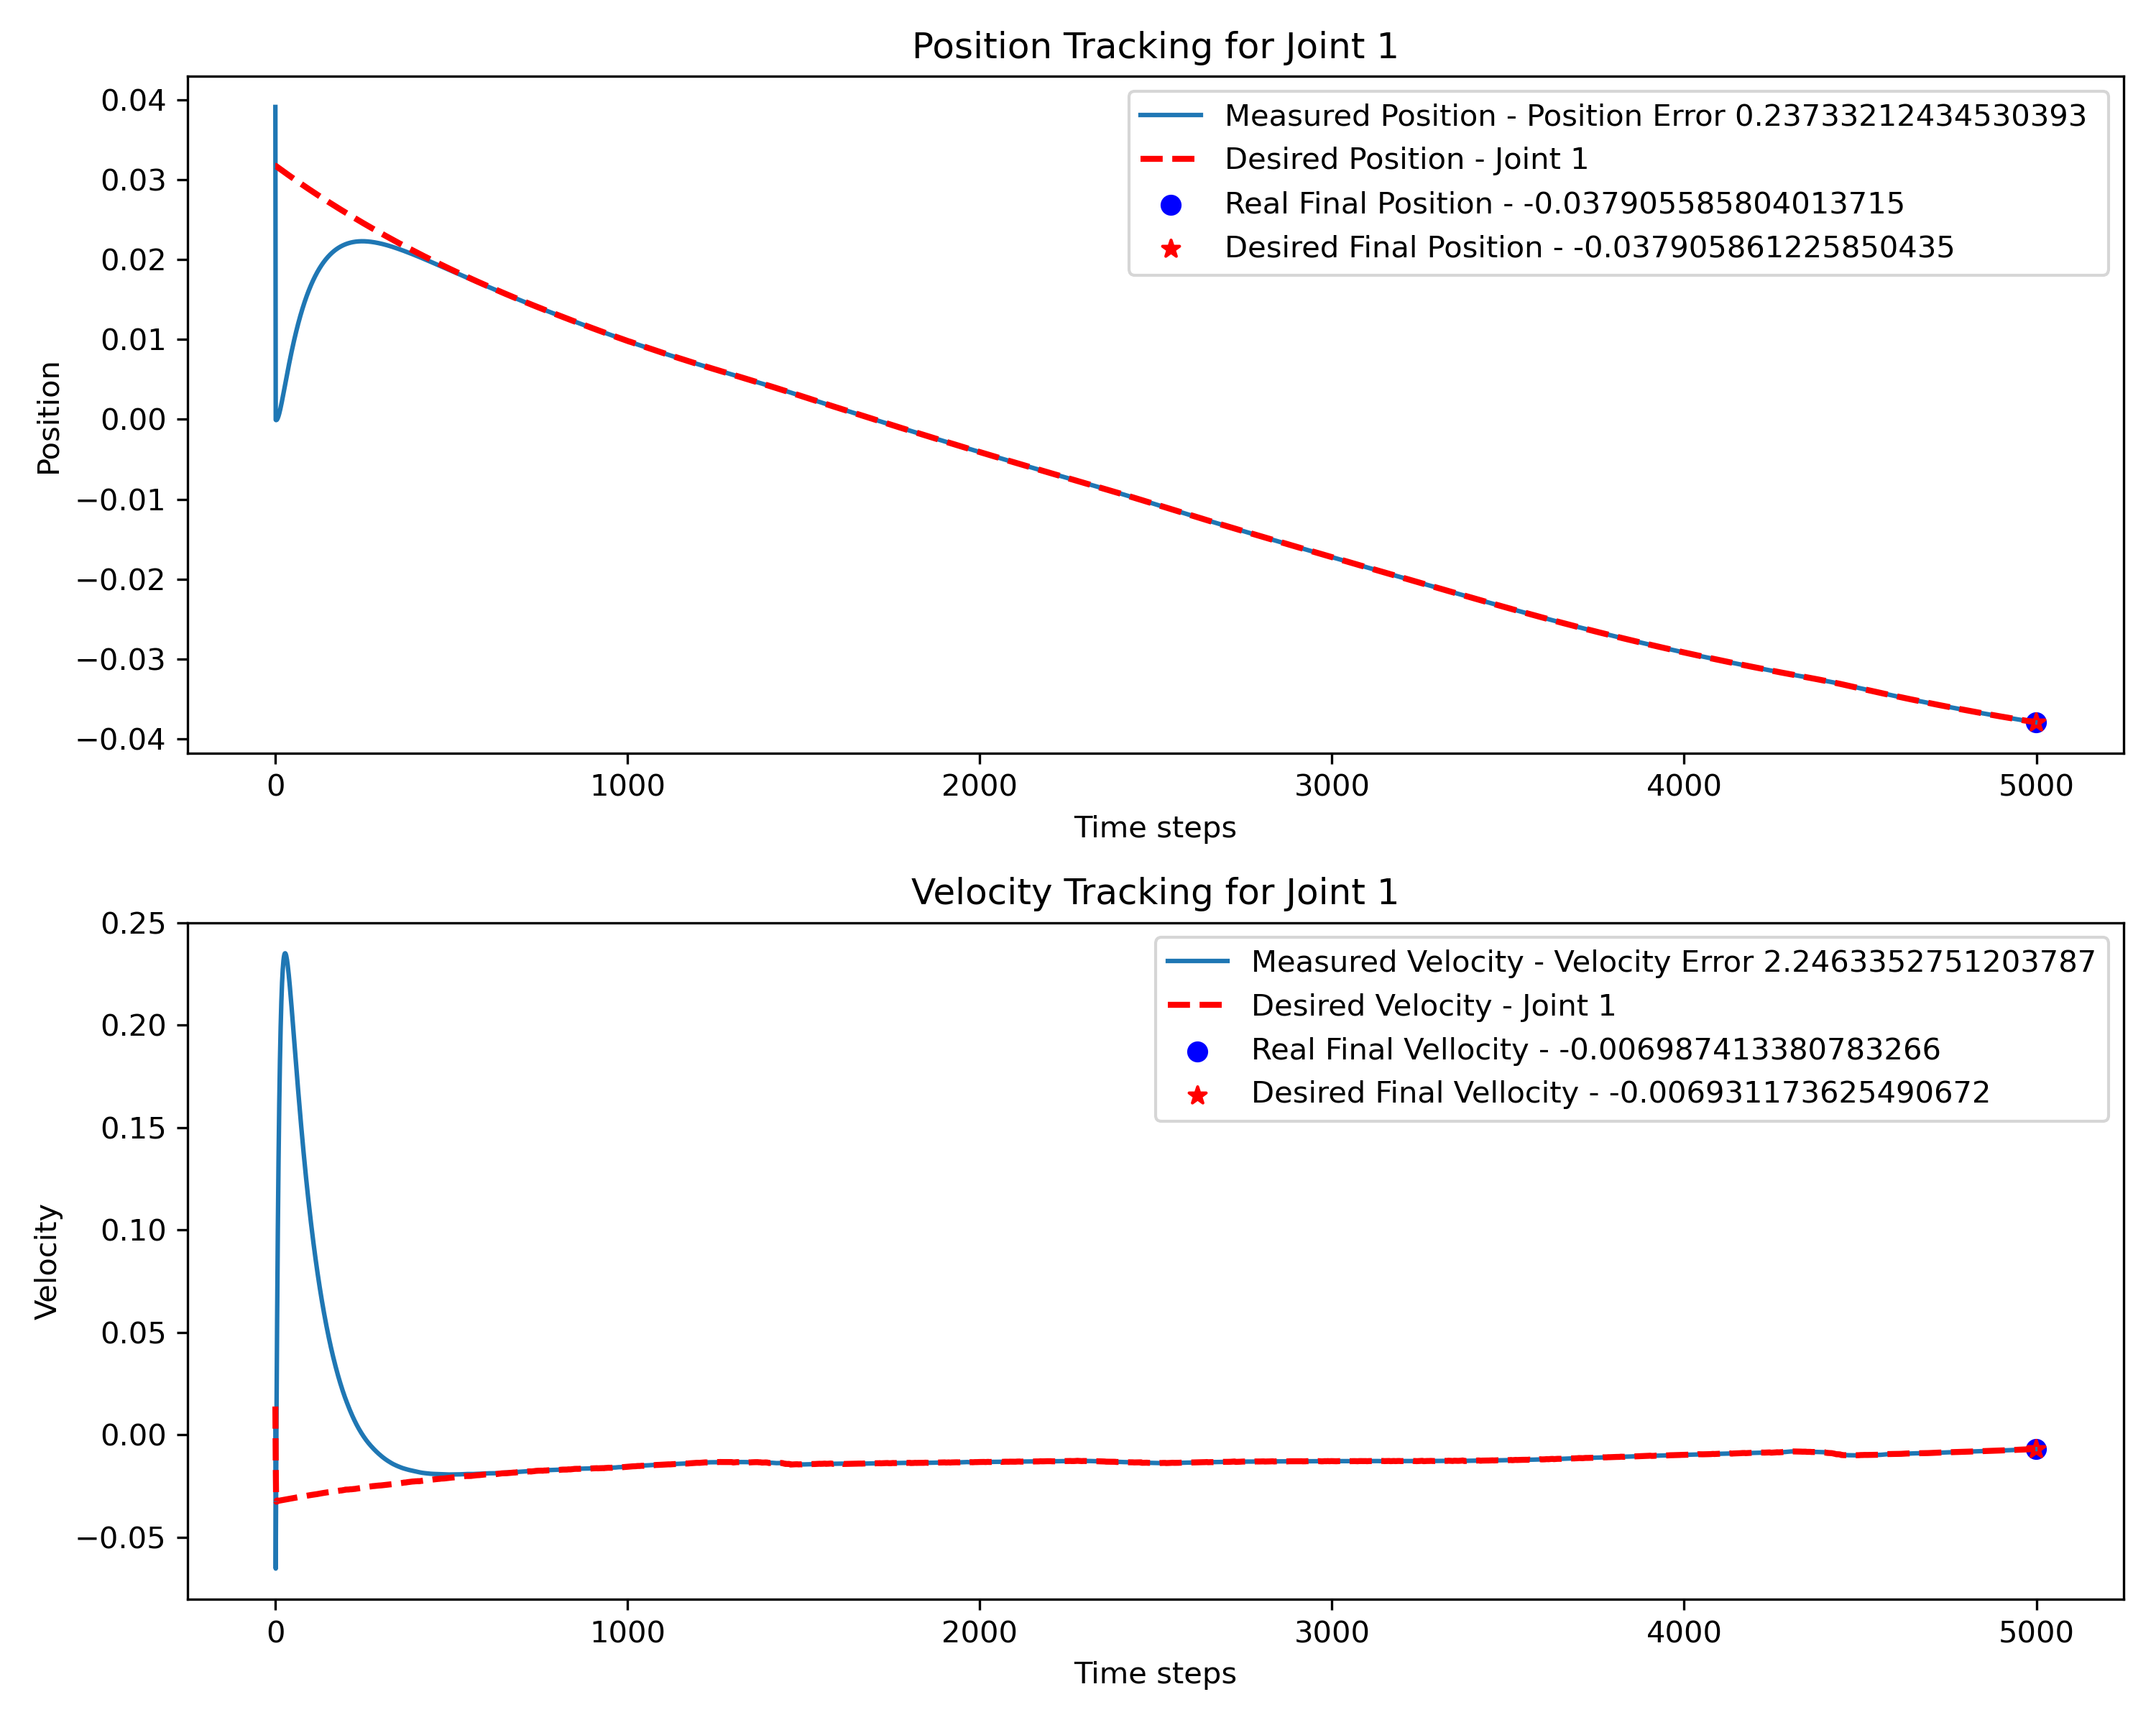 Position Tracking for Joint 1
0.04
0.03
0.02
0.01
0.00
−0.01
−0.02
−0.03
−0.04
Position
Measured Position - Position Error 0.23733212434530393
Desired Position - Joint 1
Real Final Position - -0.037905585804013715
Desired Final Position - -0.037905861225850435
0 1000 2000 3000 4000 5000
Time steps
Velocity Tracking for Joint 1
0.25
0.20
0.15
0.10
0.05
0.00
−0.05
Velocity
Measured Velocity - Velocity Error 2.2463352751203787
Desired Velocity - Joint 1
Real Final Vellocity - -0.006987413380783266
Desired Final Vellocity - -0.006931173625490672
0 1000 2000 3000 4000 5000
Time steps